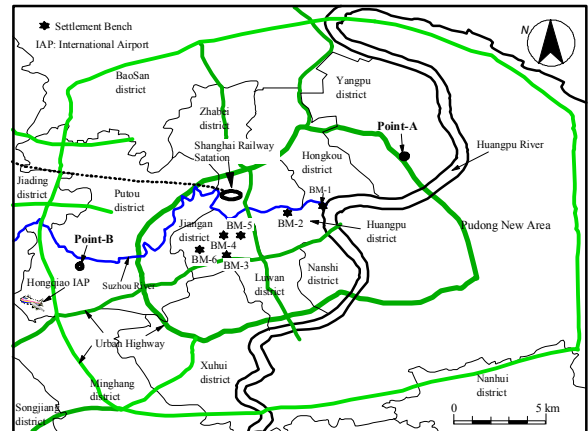 Settlement Bench
IAP: International Airport
N
BaoSan
district
Yangpu
district
Zhabei
district
Point-A
Shanghai Railway
Satation
Hongkou
district
Huangpu River
Jiading
district
Putou
district
BM-1
BM-2
Huangpu
district
Pudong New Area
Jiangan
district
BM-5
BM-4
BM-6
BM-3
Point-B
Hongqiao IAP
Suzhou River
Luwan
district
Nanshi
district
Urban Highway
Xuhui
district
Minghang
district
Nanhui
district
Songjiang
district
0
5 km